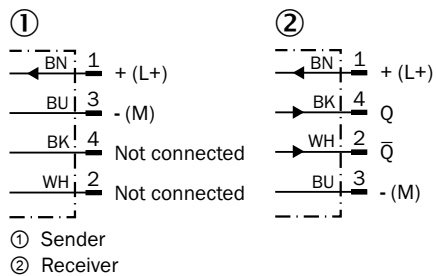 ① ②
BN 1 + (L+)
BU 3 - (M)
BK 4 Not connected
WH 2 Not connected
BN 1 + (L+)
BK 4 Q
WH 2 Q̅
BU 3 - (M)
① Sender
② Receiver